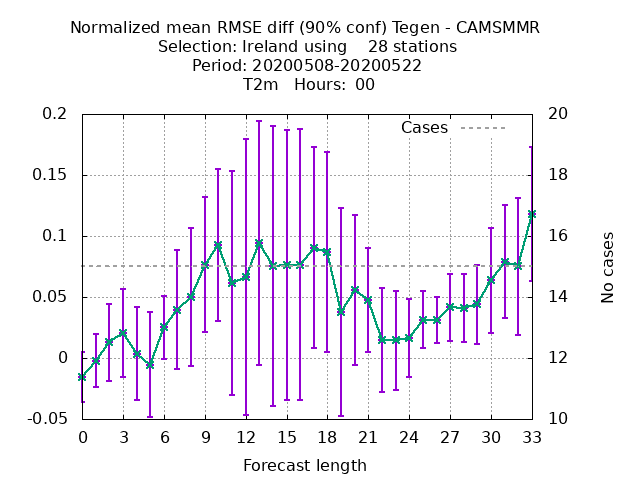 Normalized mean RMSE diff (90% conf) Tegen - CAMSMMR
Selection: Ireland using 28 stations
Period: 20200508-20200522
T2m Hours: 00
0.2 20
Cases
0.15 18
0.1 16
0.05 14
0 12
-0.05 10
No cases
0 3 6 9 12 15 18 21 24 27 30 33
Forecast length